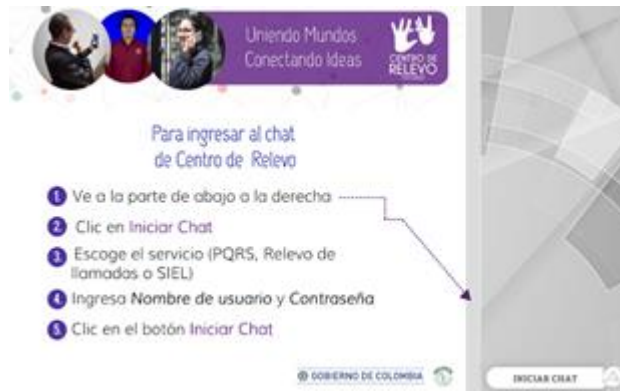 Uniendo Mundos
Conectando Ideas
CENTRO DE
RELEVO
Para ingresar al chat
de Centro de Relevo
1. Ve a la parte de abajo a la derecha
2. Clic en Iniciar Chat
3. Escoge el servicio (PQRS, Relevo de
llamadas o SIEL)
4. Ingresa Nombre de usuario y Contraseña
5. Clic en el botón Iniciar Chat
GOBIERNO DE COLOMBIA
INICIAR CHAT